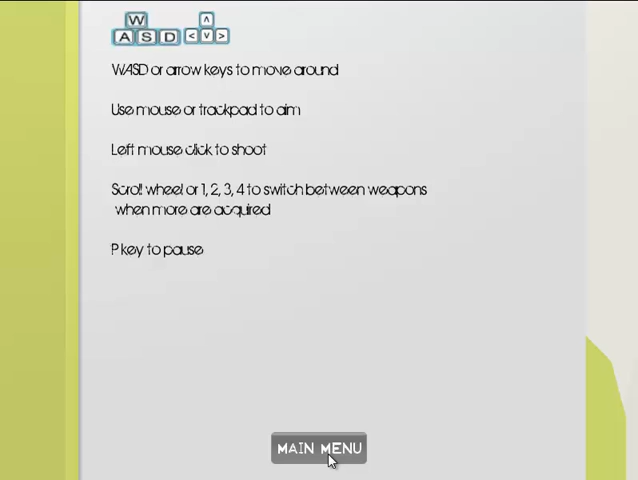 W ^
A S D < v >
WASD or arrow keys to move around
Use mouse or trackpad to aim
Left mouse click to shoot
Scroll wheel or 1, 2, 3, 4 to switch between weapons
when more are acquired
P key to pause
MAIN MENU